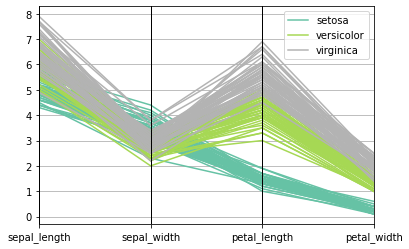 8
7
6
5
4
3
2
1
0
setosa
versicolor
virginica
sepal_length sepal_width petal_length petal_width